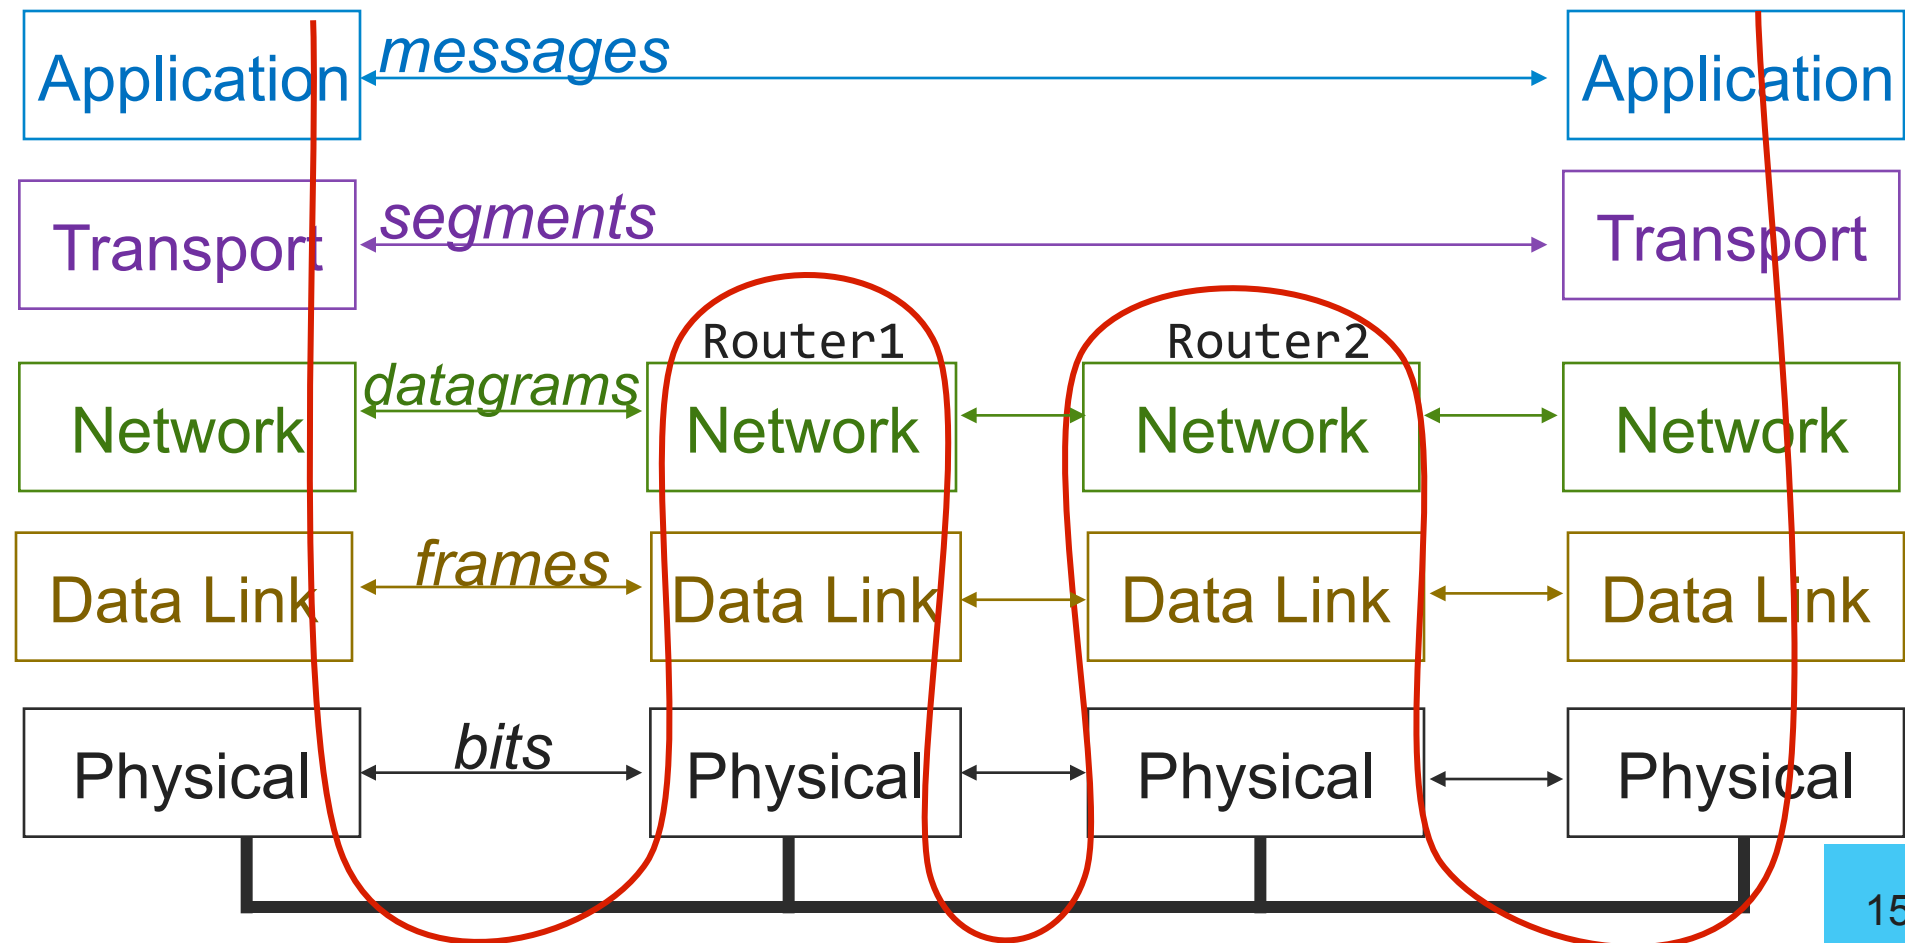 Application messages Application
Transport segments Transport
Router1 Router2
Network datagrams Network Network Network
Data Link frames Data Link Data Link Data Link
Physical bits Physical Physical Physical
15